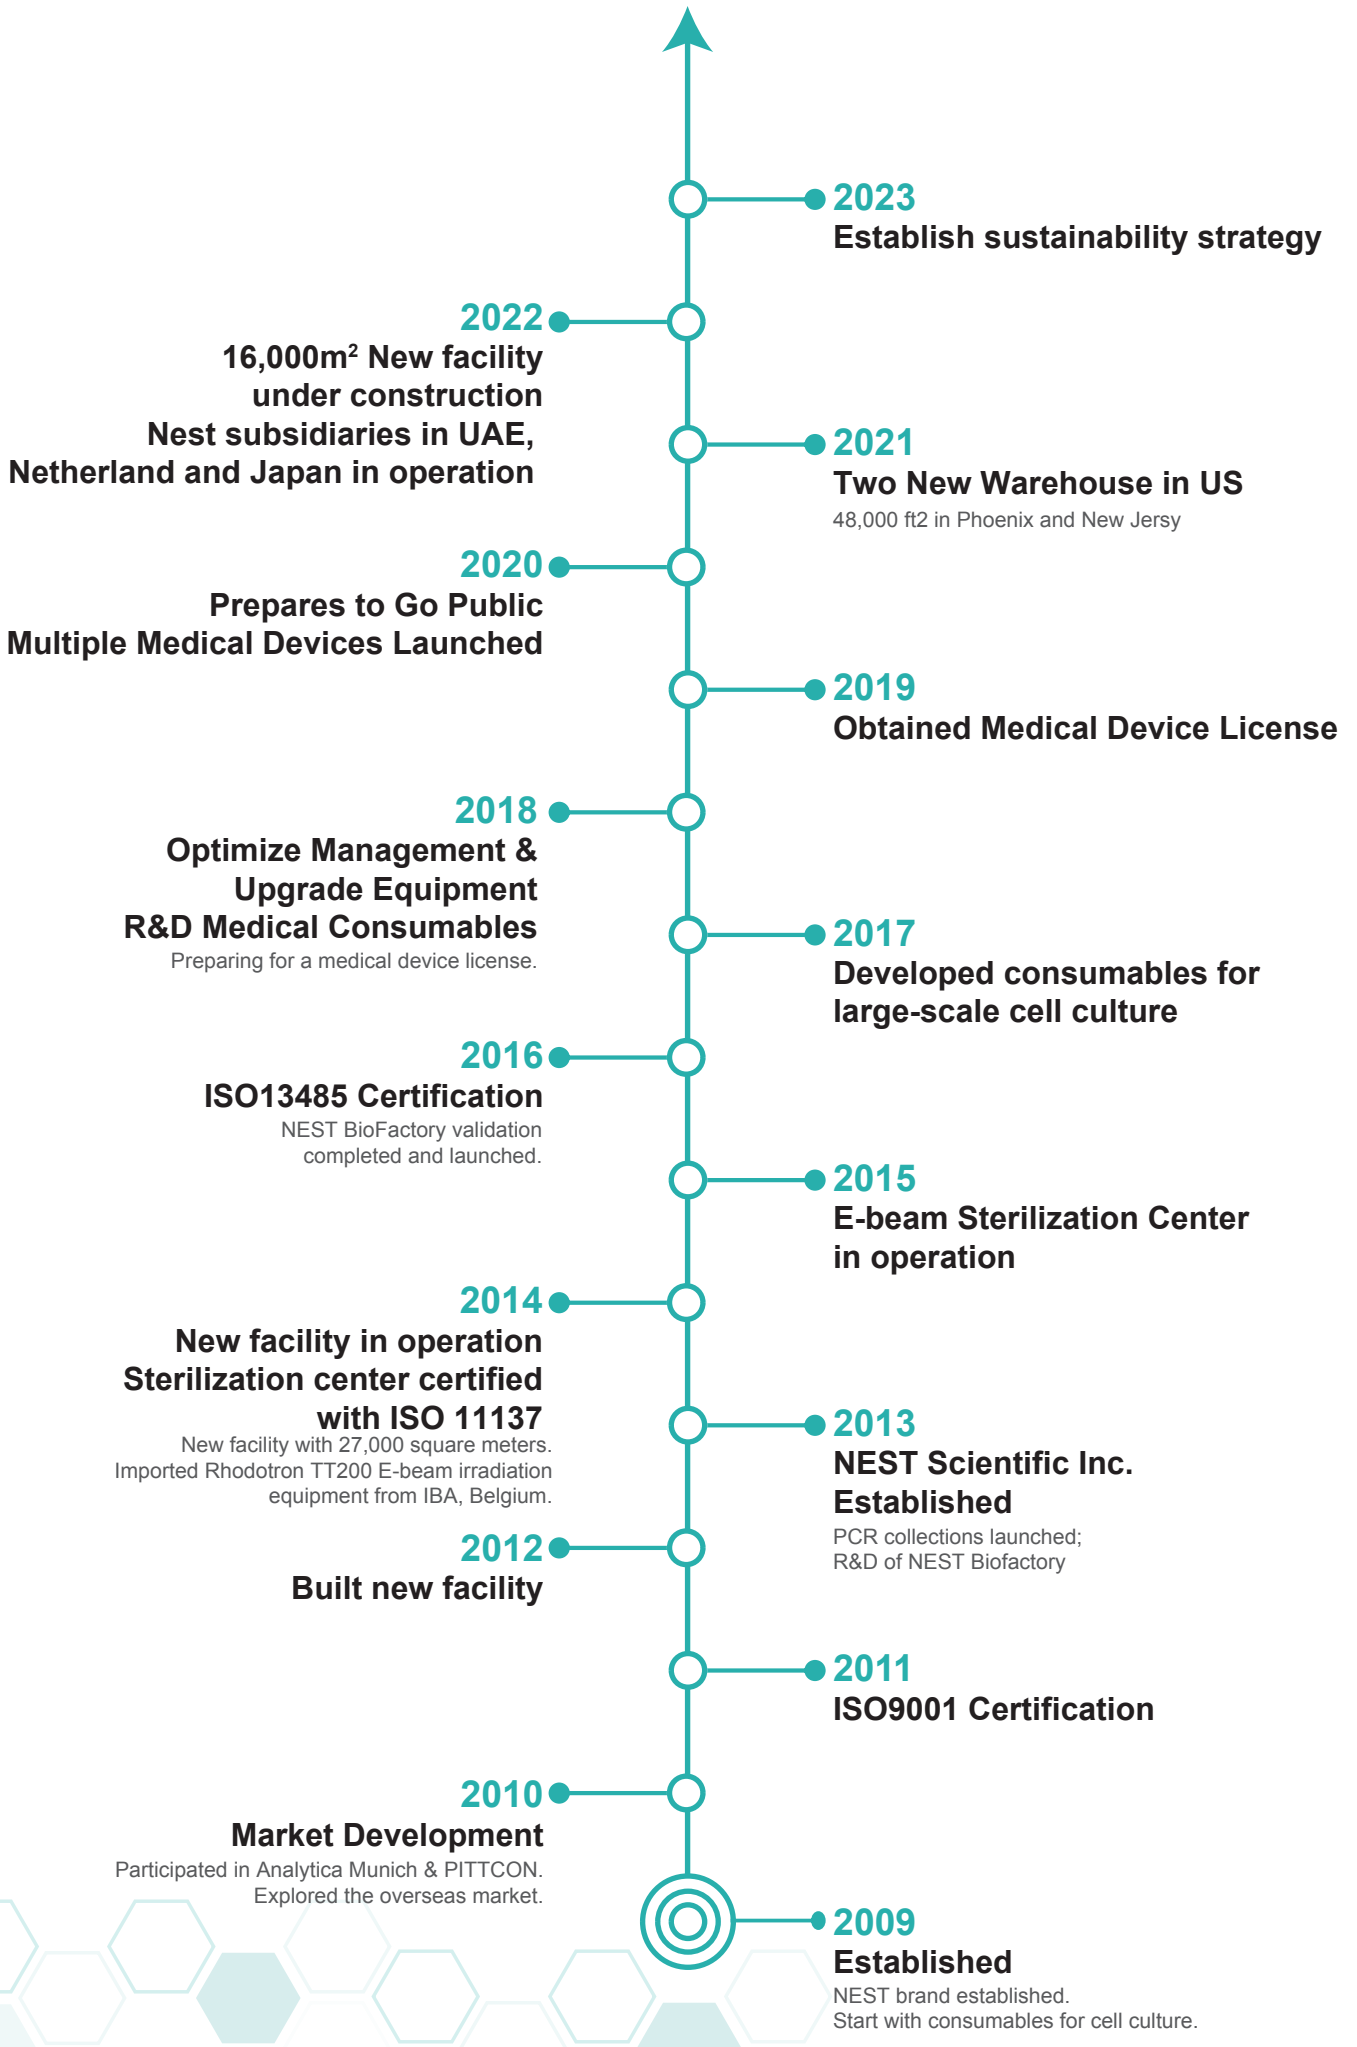 2023
Establish sustainability strategy
2022
16,000m² New facility
under construction
Nest subsidiaries in UAE,
Netherland and Japan in operation
2021
Two New Warehouse in US
48,000 ft2 in Phoenix and New Jersy
2020
Prepares to Go Public
Multiple Medical Devices Launched
2019
Obtained Medical Device License
2018
Optimize Management &
Upgrade Equipment
R&D Medical Consumables
Preparing for a medical device license.
2017
Developed consumables for
large-scale cell culture
2016
ISO13485 Certification
NEST BioFactory validation
completed and launched.
2015
E-beam Sterilization Center
in operation
2014
New facility in operation
Sterilization center certified
with ISO 11137
New facility with 27,000 square meters.
Imported Rhodotron TT200 E-beam irradiation
equipment from IBA, Belgium.
2013
NEST Scientific Inc.
Established
PCR collections launched;
R&D of NEST Biofactory
2012
Built new facility
2011
ISO9001 Certification
2010
Market Development
Participated in Analytica Munich & PITTCON.
Explored the overseas market.
2009
Established
NEST brand established.
Start with consumables for cell culture.